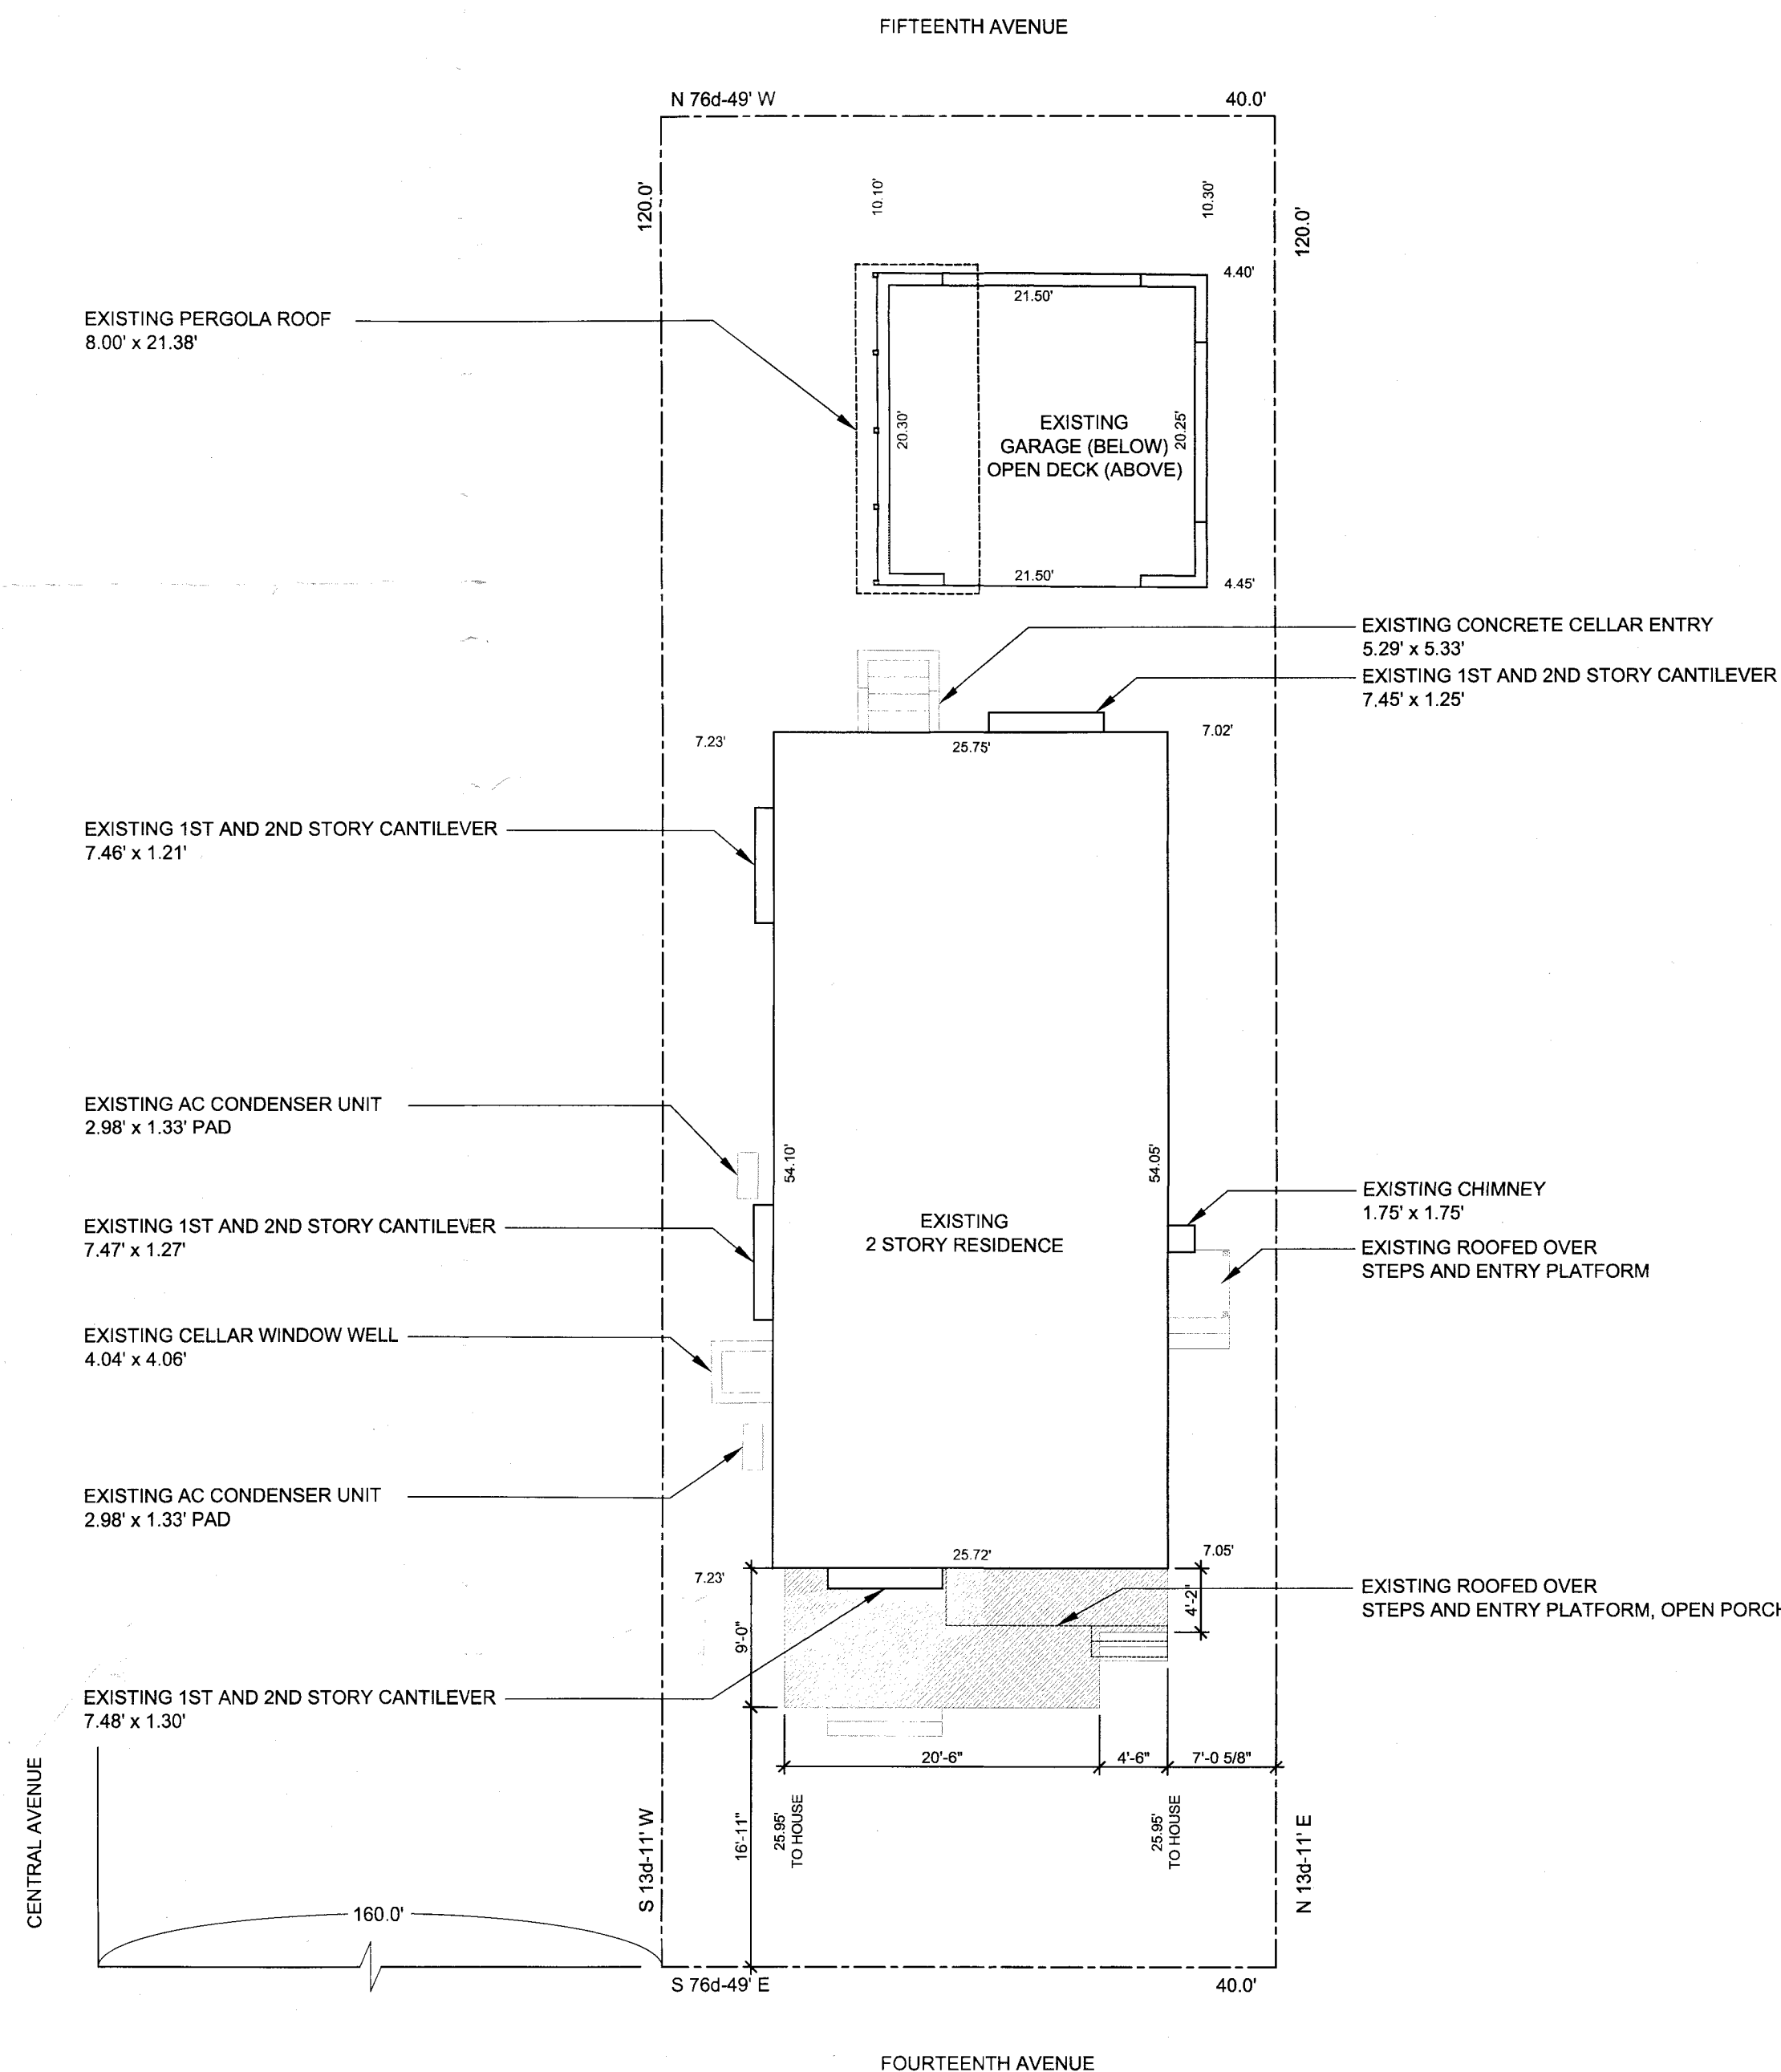 FIFTEENTH AVENUE
N 76d-49' W
40.0'
120.0'
10.10'
10.30'
120.0'
4.40'
21.50'
EXISTING PERGOLA ROOF
8.00' x 21.38'
20.30'
EXISTING
GARAGE (BELOW)
OPEN DECK (ABOVE)
20.25'
21.50'
4.45'
EXISTING CONCRETE CELLAR ENTRY
5.29' x 5.33'
EXISTING 1ST AND 2ND STORY CANTILEVER
7.45' x 1.25'
7.23'
25.75'
7.02'
EXISTING 1ST AND 2ND STORY CANTILEVER
7.46' x 1.21'
EXISTING AC CONDENSER UNIT
2.98' x 1.33' PAD
54.10'
54.05'
EXISTING CHIMNEY
1.75' x 1.75'
EXISTING 1ST AND 2ND STORY CANTILEVER
7.47' x 1.27'
EXISTING
2 STORY RESIDENCE
EXISTING ROOFED OVER
STEPS AND ENTRY PLATFORM
EXISTING CELLAR WINDOW WELL
4.04' x 4.06'
EXISTING AC CONDENSER UNIT
2.98' x 1.33' PAD
25.72'
7.05'
7.23'
4'-2"
EXISTING ROOFED OVER
STEPS AND ENTRY PLATFORM, OPEN PORCH
9'-0"
EXISTING 1ST AND 2ND STORY CANTILEVER
7.48' x 1.30'
20'-6"
4'-6"
7'-0 5/8"
CENTRAL AVENUE
S 13d-11' W
16'-11"
25.95'
TO HOUSE
25.95'
TO HOUSE
N 13d-11' E
160.0'
S 76d-49' E
40.0'
FOURTEENTH AVENUE